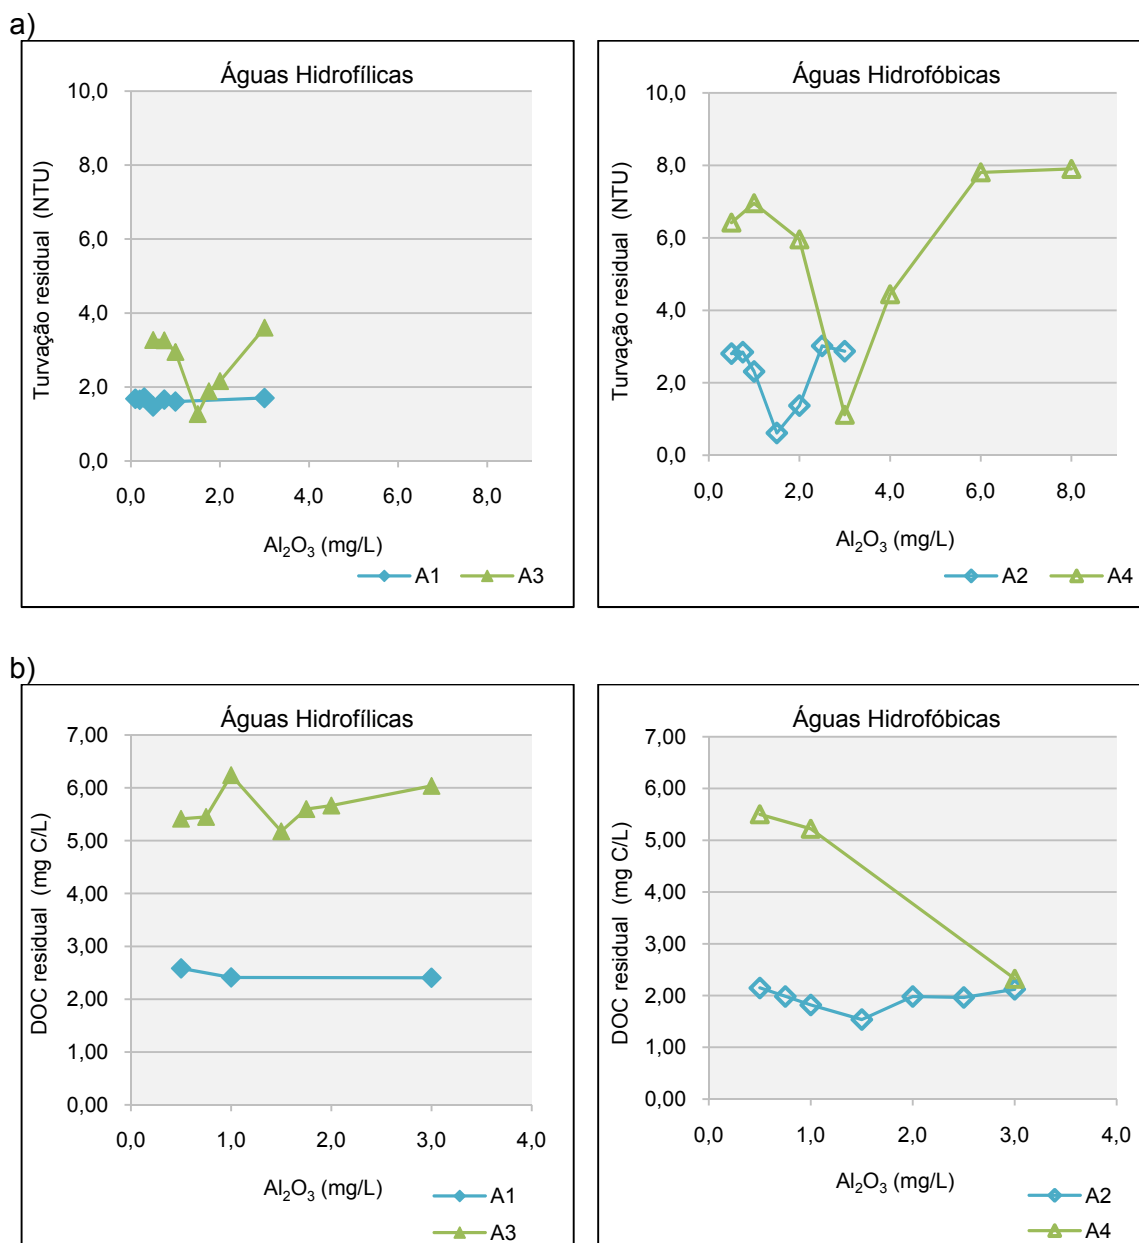 a)
Águas Hidrofílicas
10,0
8,0
6,0
4,0
2,0
0,0
Turvação residual (NTU)
0,0 2,0 4,0 6,0 8,0
Al₂O₃ (mg/L)
A1 A3
Águas Hidrofóbicas
10,0
8,0
6,0
4,0
2,0
0,0
Turvação residual (NTU)
0,0 2,0 4,0 6,0 8,0
Al₂O₃ (mg/L)
A2 A4
b)
Águas Hidrofílicas
7,00
6,00
5,00
4,00
3,00
2,00
1,00
0,00
DOC residual (mg C/L)
0,0 1,0 2,0 3,0 4,0
Al₂O₃ (mg/L)
A1
A3
Águas Hidrofóbicas
7,00
6,00
5,00
4,00
3,00
2,00
1,00
0,00
DOC residual (mg C/L)
0,0 1,0 2,0 3,0 4,0
Al₂O₃ (mg/L)
A2
A4